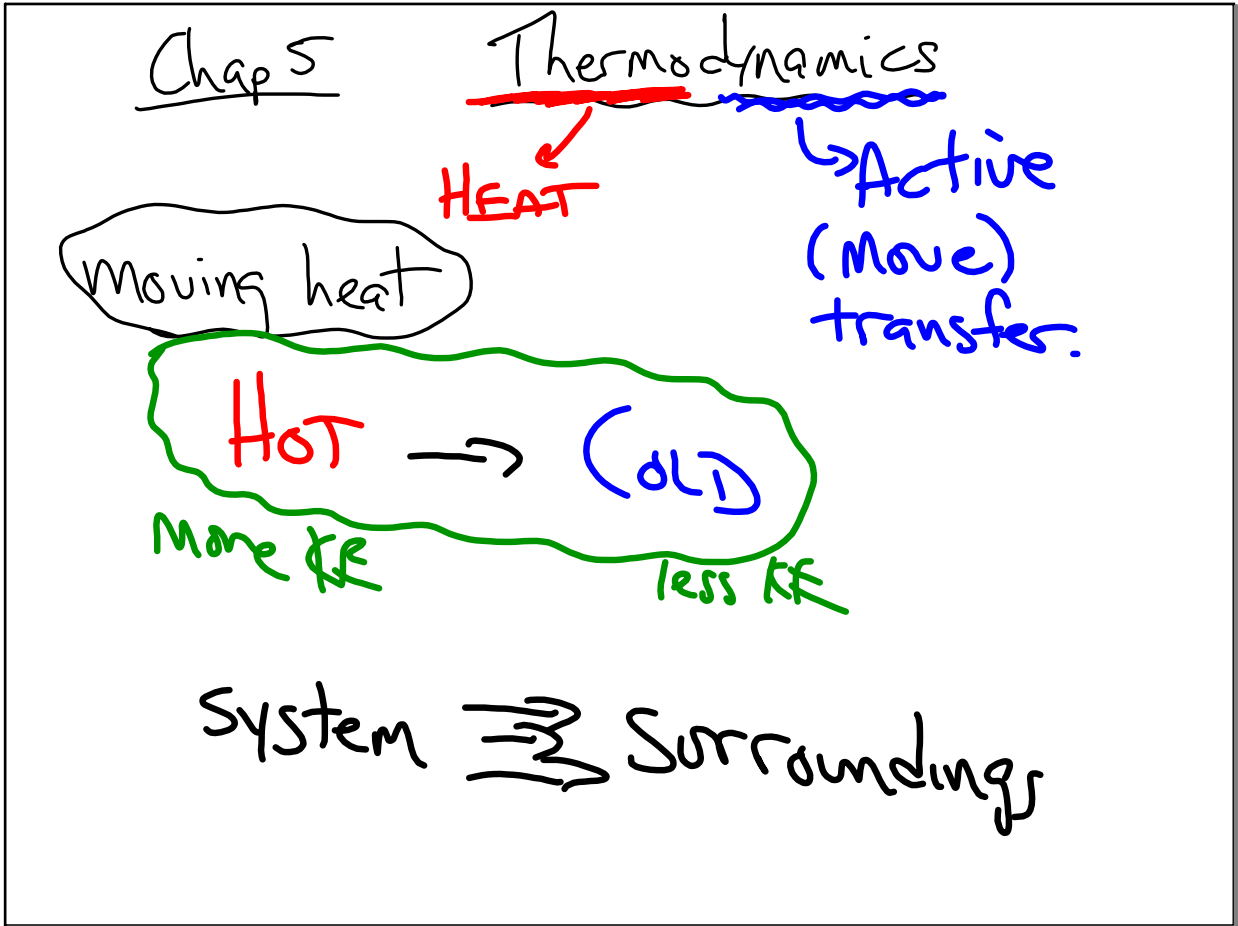 Chap 5 Thermodynamics
HEAT
Active
(move)
transfer.
moving heat
HOT → COLD
More KE
less KE
System Surroundings